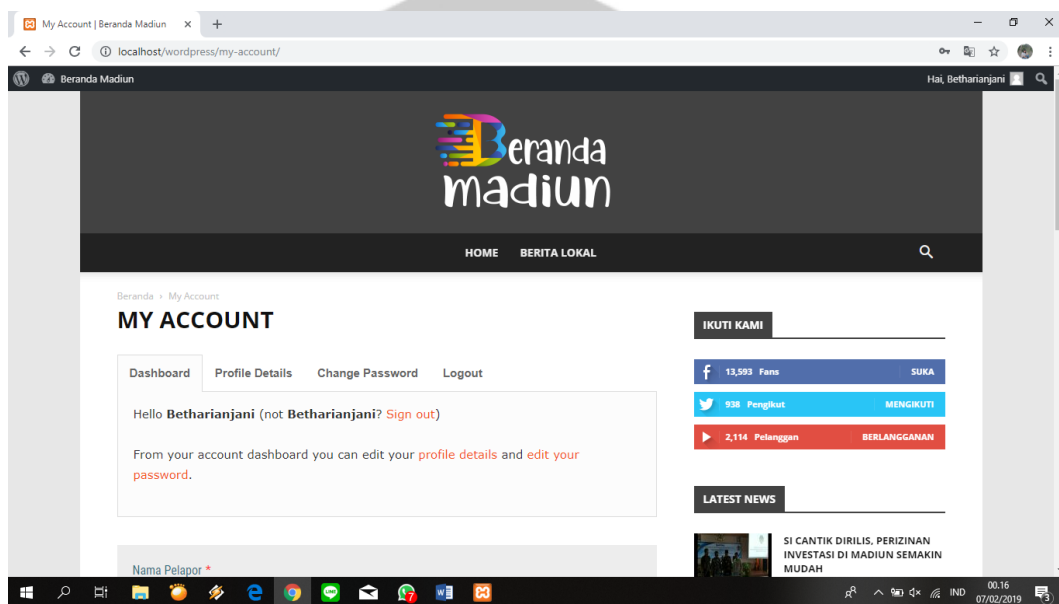 My Account | Beranda Madiun
localhost/wordpress/my-account/
Beranda Madiun
Hai, Betharianjani
Beranda
madiun
HOME BERITA LOKAL
Beranda › My Account
MY ACCOUNT
Dashboard Profile Details Change Password Logout
Hello Betharianjani (not Betharianjani? Sign out)
From your account dashboard you can edit your profile details and edit your
password.
Nama Pelapor *
IKUTI KAMI
13,593 Fans SUKA
938 Pengikut MENGIKUTI
2,114 Pelanggan BERLANGGANAN
LATEST NEWS
SI CANTIK DIRILIS, PERIZINAN
INVESTASI DI MADIUN SEMAKIN
MUDAH
IND
00.16
07/02/2019